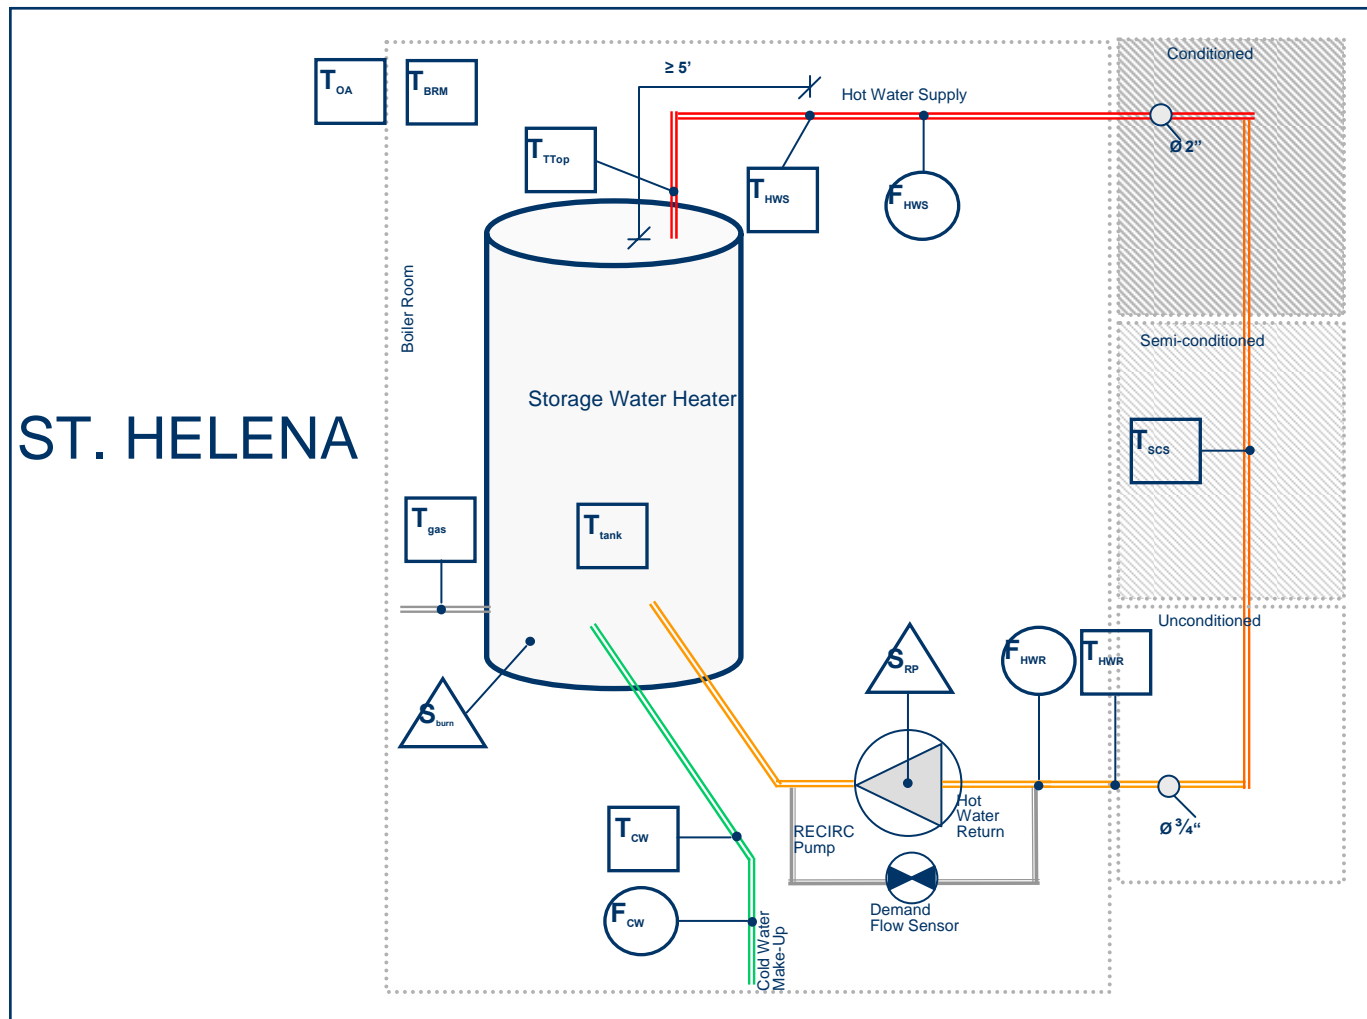 Conditioned
≥ 5’
T OA
T BRM
Hot Water Supply
Ø 2”
T TTop
T HWS
F HWS
Boiler Room
Semi-conditioned
Storage Water Heater
ST. HELENA
T SCS
T gas
T tank
Unconditioned
S RP
F HWR
T HWR
S burn
Hot
Water
Return
RECIRC
Pump
Ø ¾“
T CW
F CW
Demand
Flow Sensor
Cold Water
Make-Up